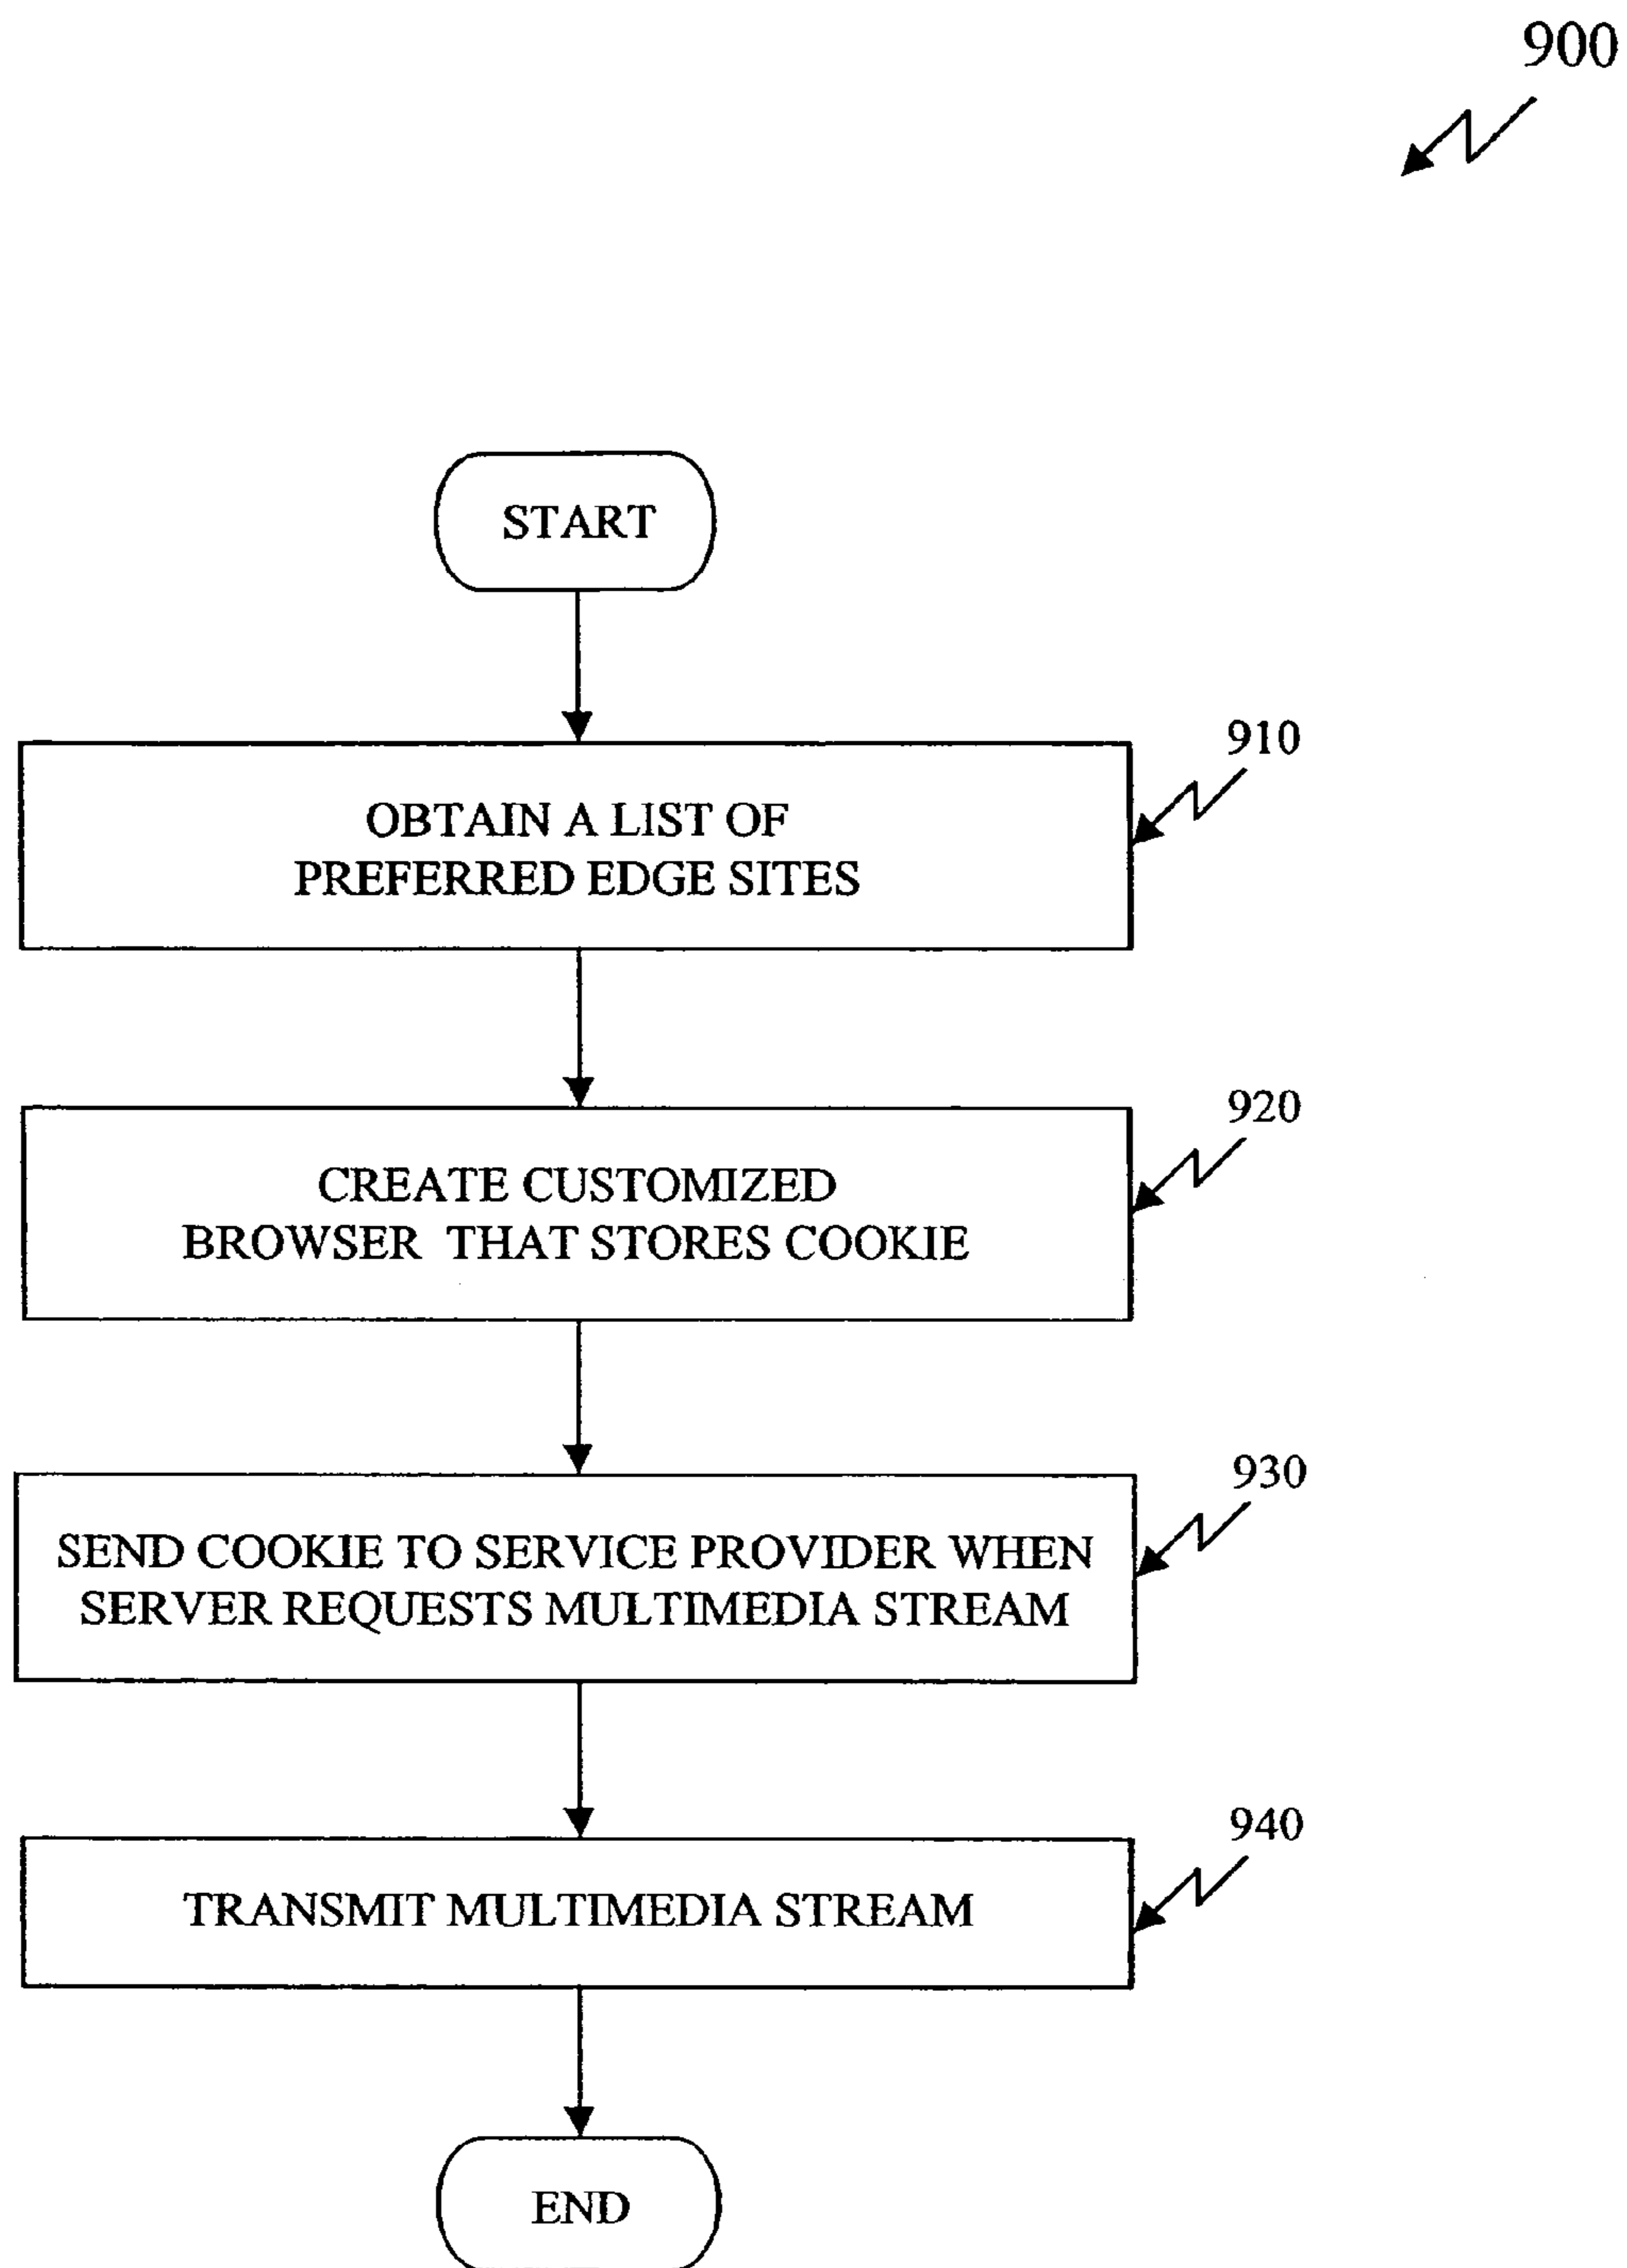 900
START
910
OBTAIN A LIST OF
PREFERRED EDGE SITES
920
CREATE CUSTOMIZED
BROWSER THAT STORES COOKIE
930
SEND COOKIE TO SERVICE PROVIDER WHEN
SERVER REQUESTS MULTIMEDIA STREAM
940
TRANSMIT MULTIMEDIA STREAM
END